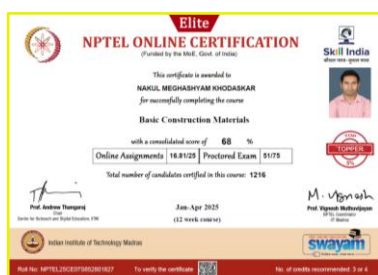 Elite
NPTEL ONLINE CERTIFICATION
(Funded by the MoE, Govt. of India)
Skill India
This certificate is awarded to
NAKUL MEGHASHYAM KHODASKAR
for successfully completing the course
Basic Construction Materials
with a consolidated score of 68 %
Online Assignments 16.81/25 Proctored Exam 51/75
Total number of candidates certified in this course: 1216
TOPPER
Prof. Andrew Thangaraj
Jan-Apr 2025
(12 week course)
Prof. Vignesh Muthuvijayan
Indian Institute of Technology Madras
swayam
To verify the certificate
No. of credits recommended: 3 or 4